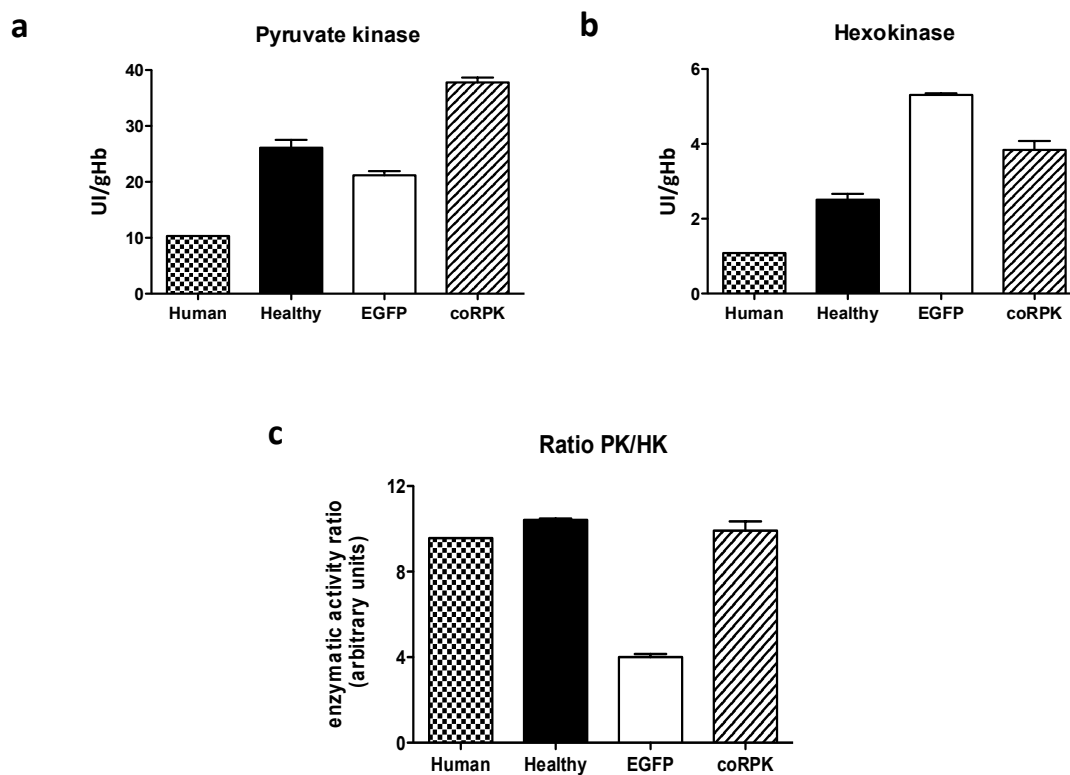 a
Pyruvate kinase
UI/gHb
40
30
20
10
0
Human Healthy EGFP coRPK
b
Hexokinase
UI/gHb
6
4
2
0
Human Healthy EGFP coRPK
c
Ratio PK/HK
enzymatic activity ratio
(arbitrary units)
12
8
4
0
Human Healthy EGFP coRPK